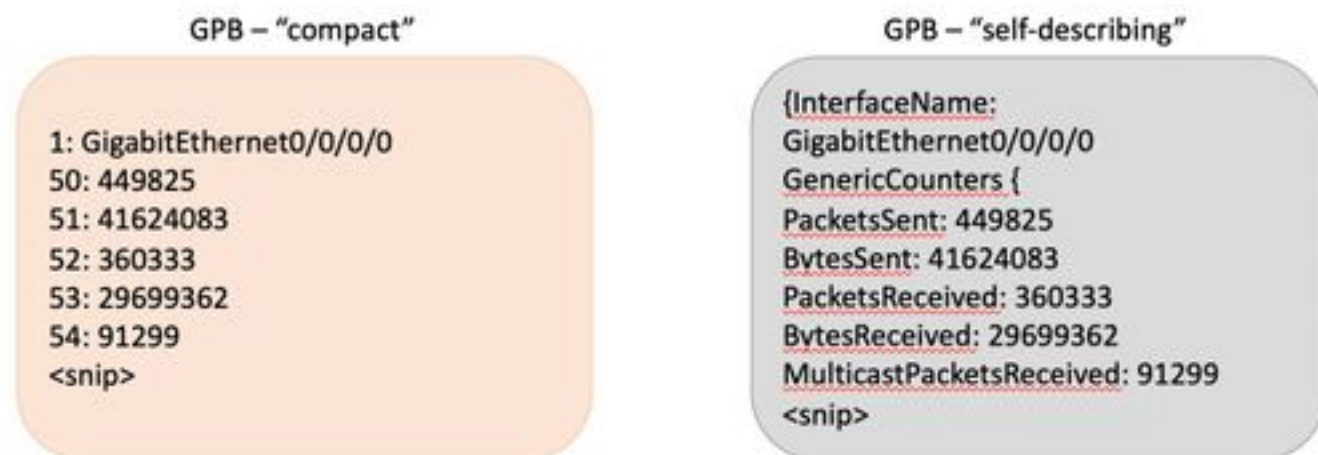 GPB – “compact”
1: GigabitEthernet0/0/0/0
50: 449825
51: 41624083
52: 360333
53: 29699362
54: 91299
<snip>
GPB – “self-describing”
{InterfaceName:
GigabitEthernet0/0/0/0
GenericCounters {
PacketsSent: 449825
BytesSent: 41624083
PacketsReceived: 360333
BytesReceived: 29699362
MulticastPacketsReceived: 91299
<snip>